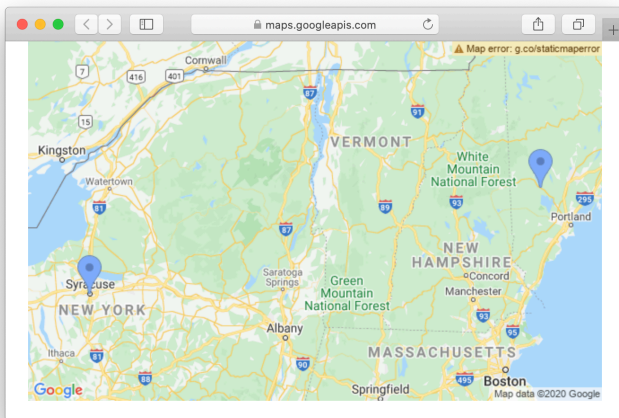 maps.googleapis.com
Map error: g.co/staticmaperror
Cornwall
7
416
401
87
91
15
VERMONT
Kingston
White
Mountain
National Forest
Watertown
81
89
93
295
Portland
87
NEW
HAMPSHIRE
Syracuse
Saratoga
Springs
Green
Mountain
National Forest
Concord
Manchester
NEW YORK
93
Albany
95
Ithaca
81
MASSACHUSETTS
90
88
495
Boston
Springfield
Google
Map data ©2020 Google